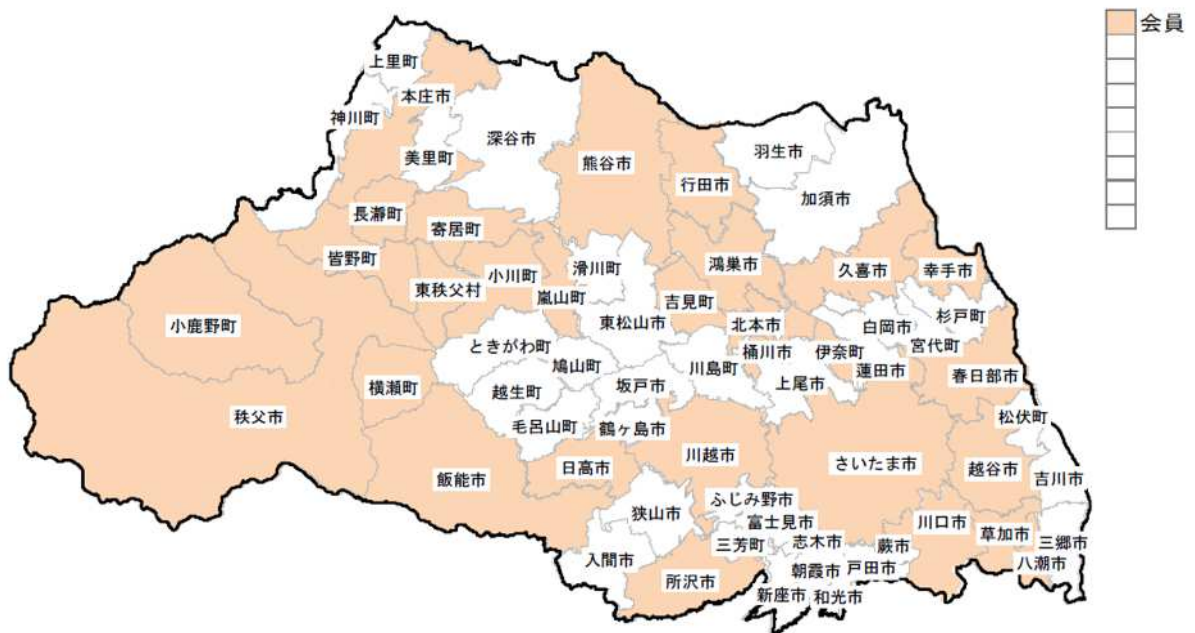 会員
上里町
本庄市
神川町
美里町
深谷市
熊谷市
行田市
羽生市
加須市
長瀞町
寄居町
皆野町
東秩父村
小川町
嵐山町
滑川町
東松山市
吉見町
鴻巣市
久喜市
幸手市
北本市
白岡市
杉戸町
宮代町
小鹿野町
ときがわ町
鳩山町
川島町
桶川市
伊奈町
蓮田市
上尾市
春日部市
横瀬町
越生町
坂戸市
秩父市
毛呂山町
鶴ヶ島市
松伏町
飯能市
日高市
川越市
さいたま市
越谷市
吉川市
狭山市
ふじみ野市
富士見市
川口市
草加市
三郷市
入間市
三芳町
志木市
蕨市
八潮市
所沢市
朝霞市
戸田市
新座市
和光市